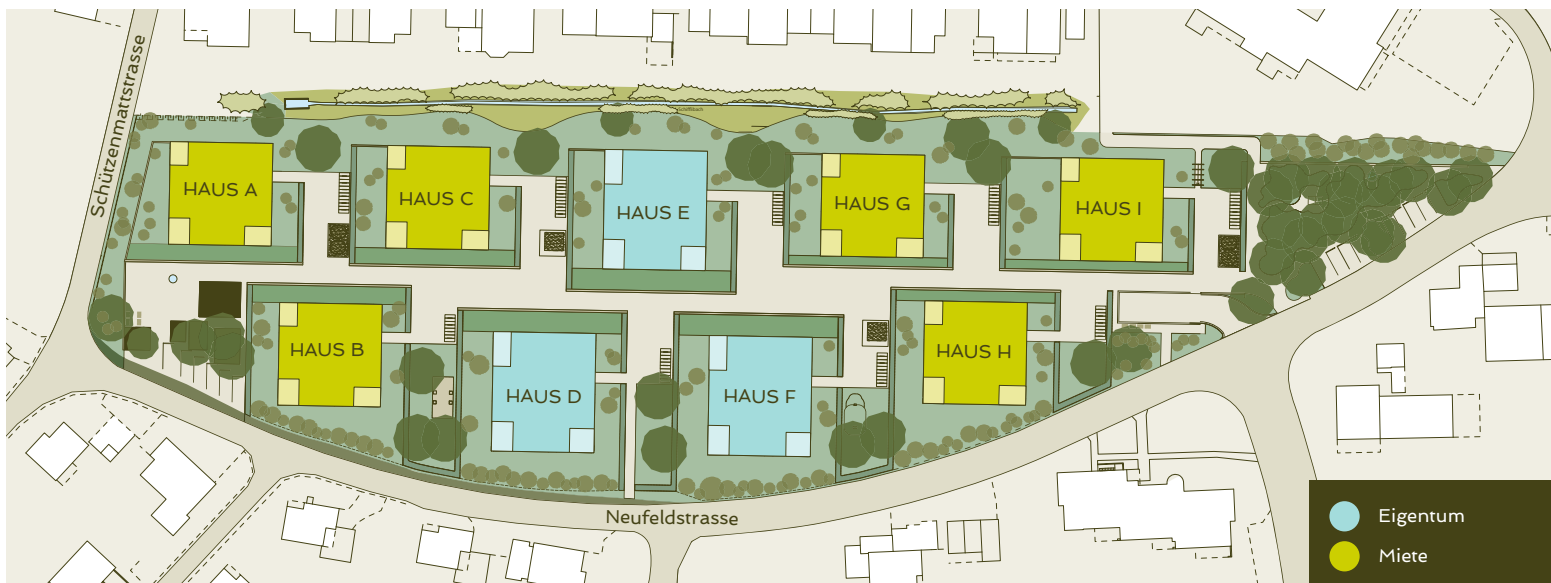 Schützenmattstrasse
HAUS A
HAUS C
HAUS E
HAUS G
HAUS I
HAUS B
HAUS D
HAUS F
HAUS H
Neufeldstrasse
Eigentum
Miete